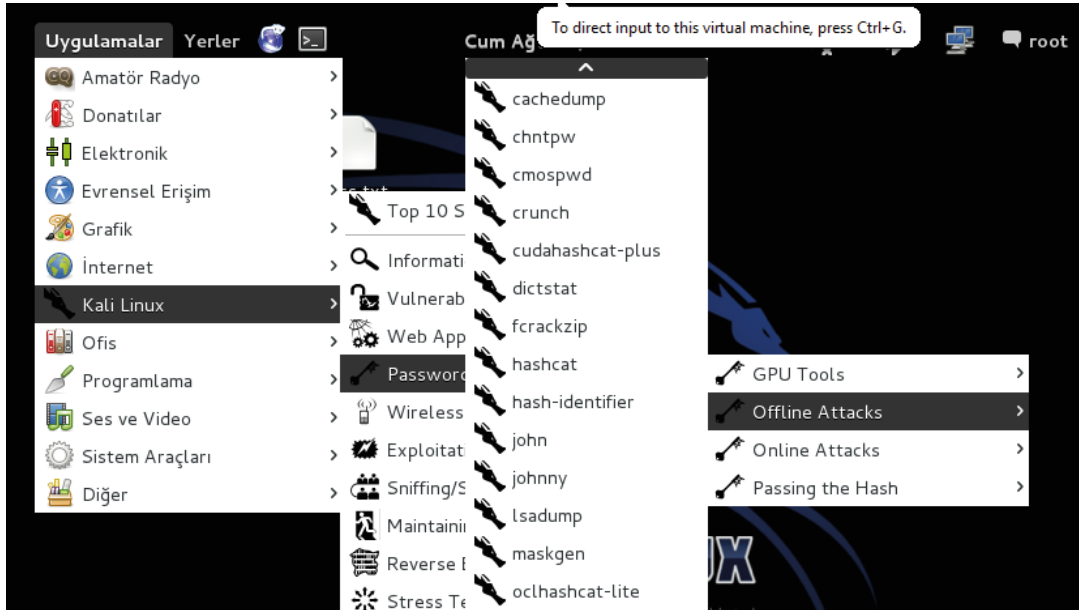 To direct input to this virtual machine, press Ctrl+G.
Uygulamalar Yerler Cum Ağ root
Amatör Radyo
Donatılar
Elektronik
Evrensel Erişim
Grafik
İnternet
Kali Linux
Ofis
Programlama
Ses ve Video
Sistem Araçları
Diğer
Top 10 S
Informati
Vulnerab
Web App
Password
Wireless
Exploitat
Sniffing/S
Maintainin
Reverse E
Stress Te
cachedump
chntpw
cmospwd
crunch
cudahashcat-plus
dictstat
fcrackzip
hashcat
hash-identifier
john
johnny
lsadump
maskgen
oclhashcat-lite
GPU Tools
Offline Attacks
Online Attacks
Passing the Hash
UX